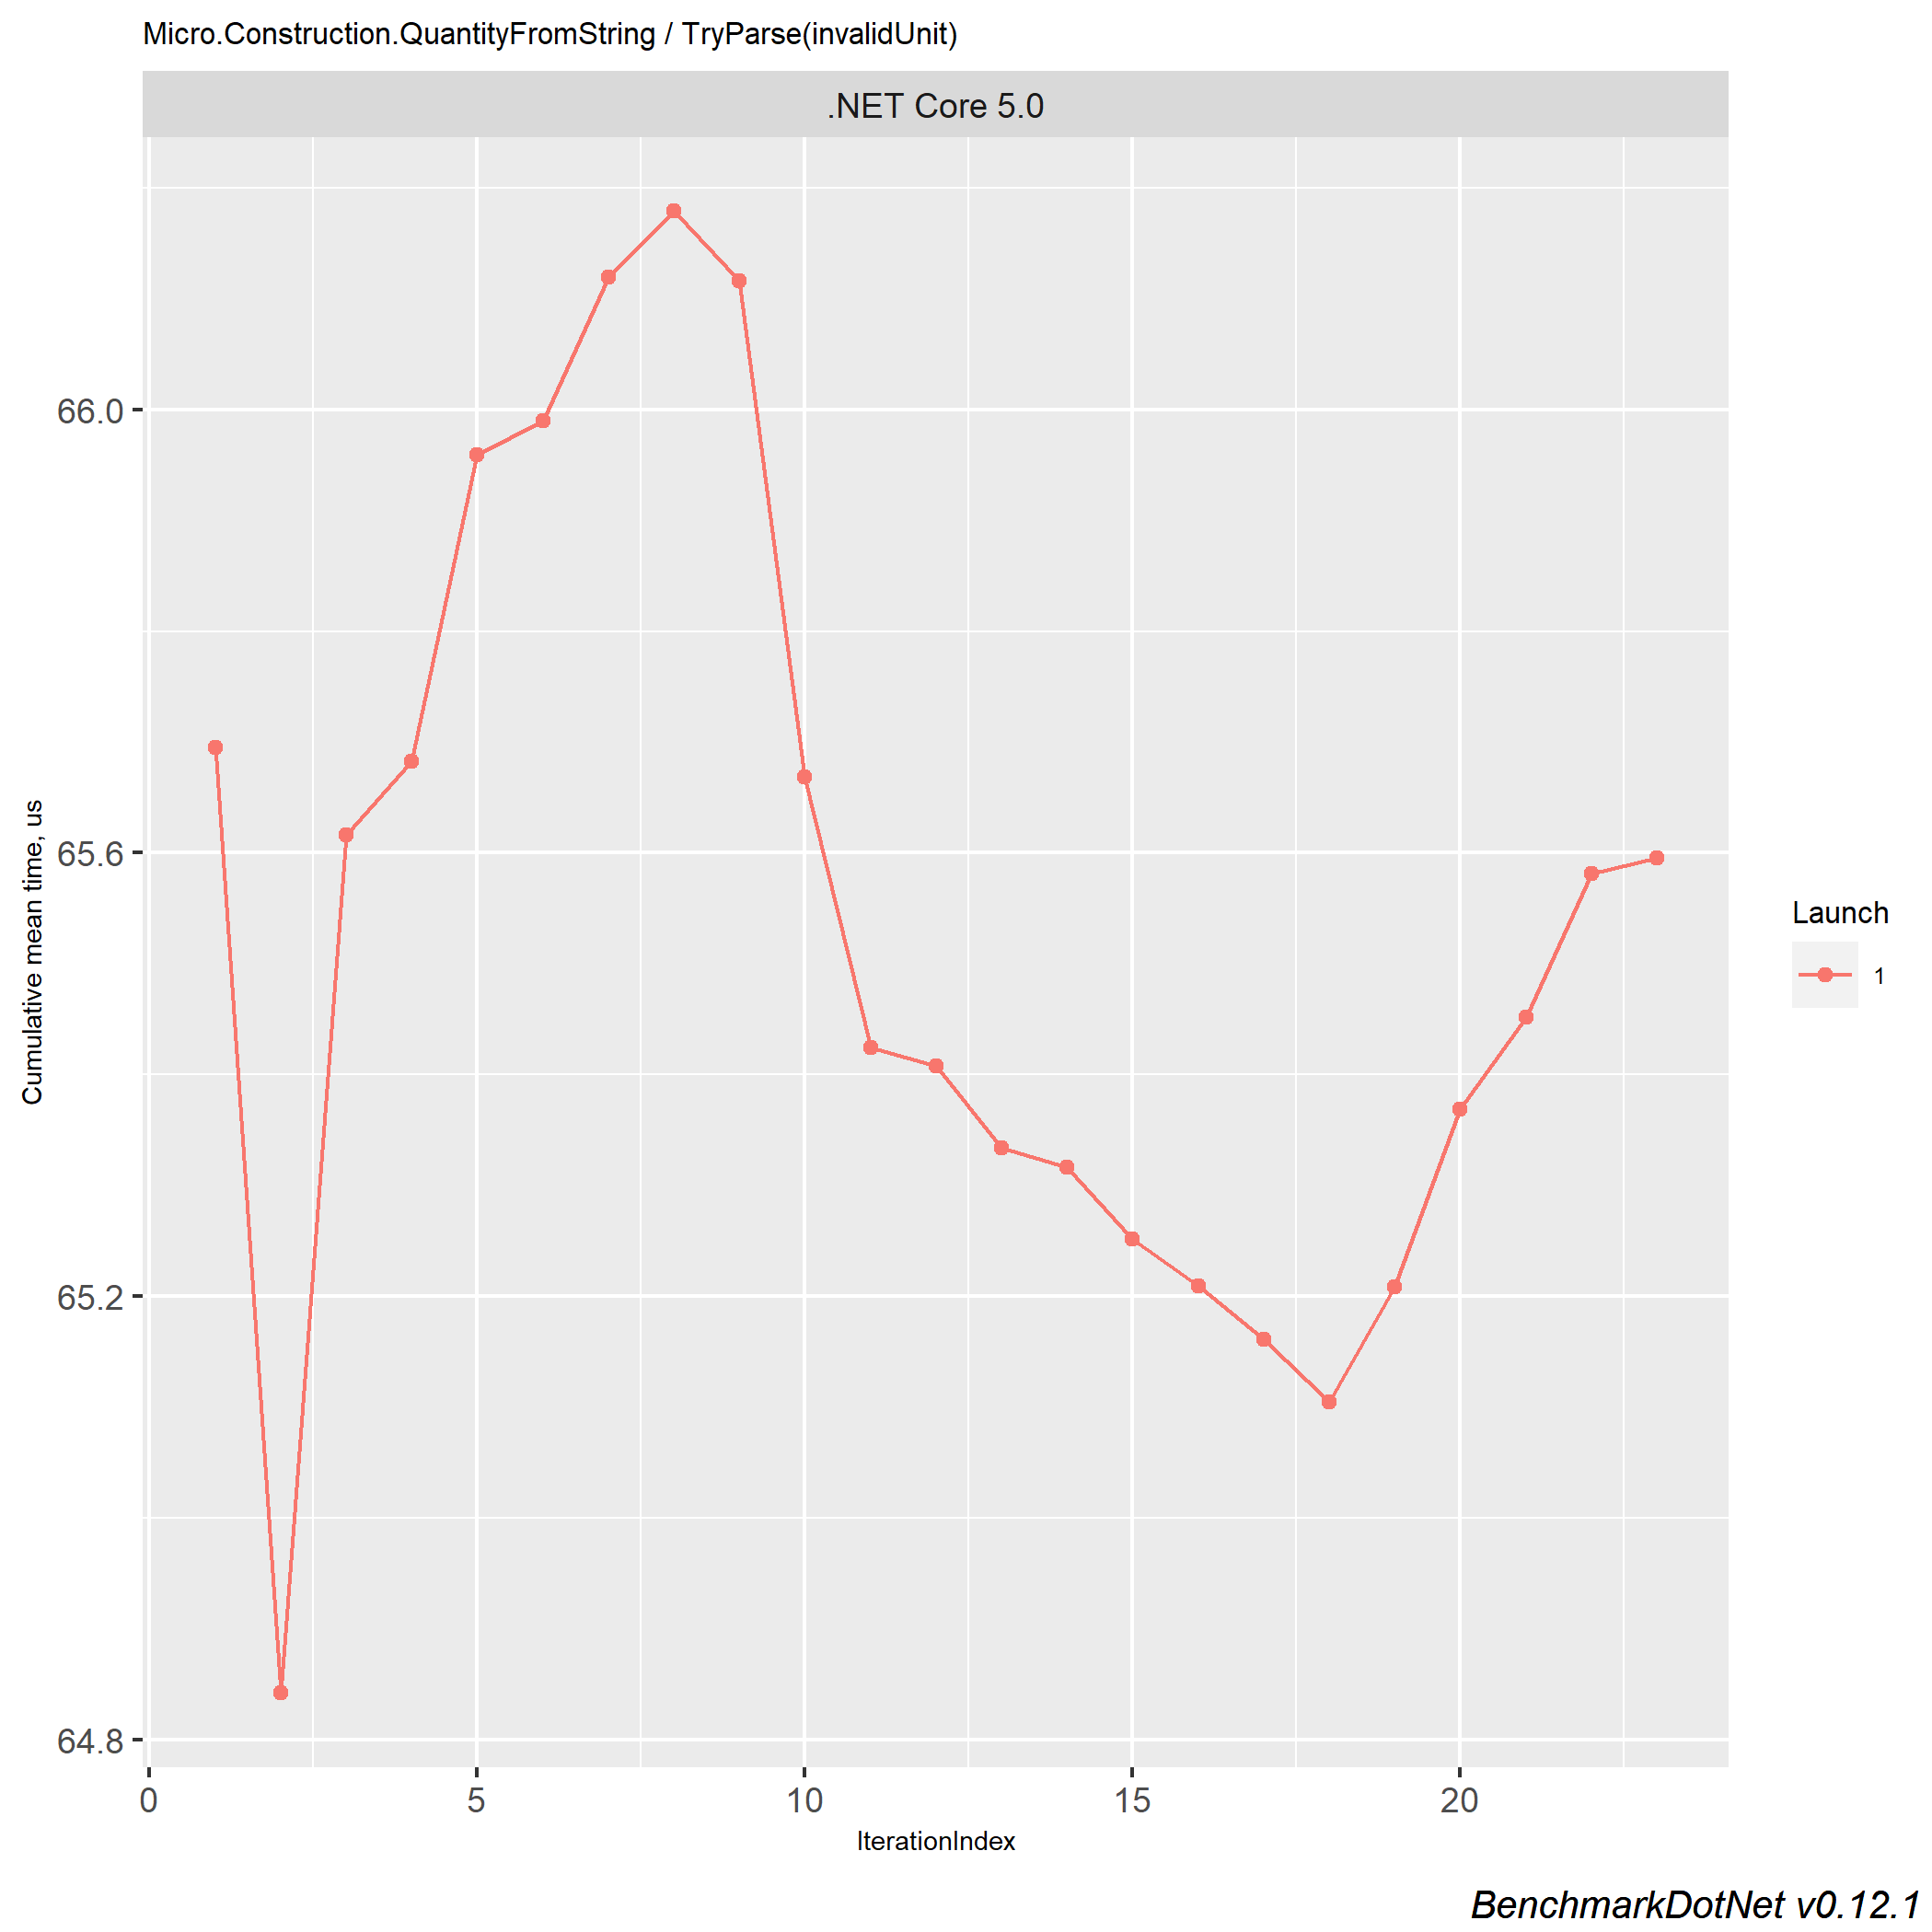 Micro.Construction.QuantityFromString / TryParse(invalidUnit)
.NET Core 5.0
Cumulative mean time, us
66.0
65.6
65.2
64.8
0 5 10 15 20
IterationIndex
Launch
1
BenchmarkDotNet v0.12.1